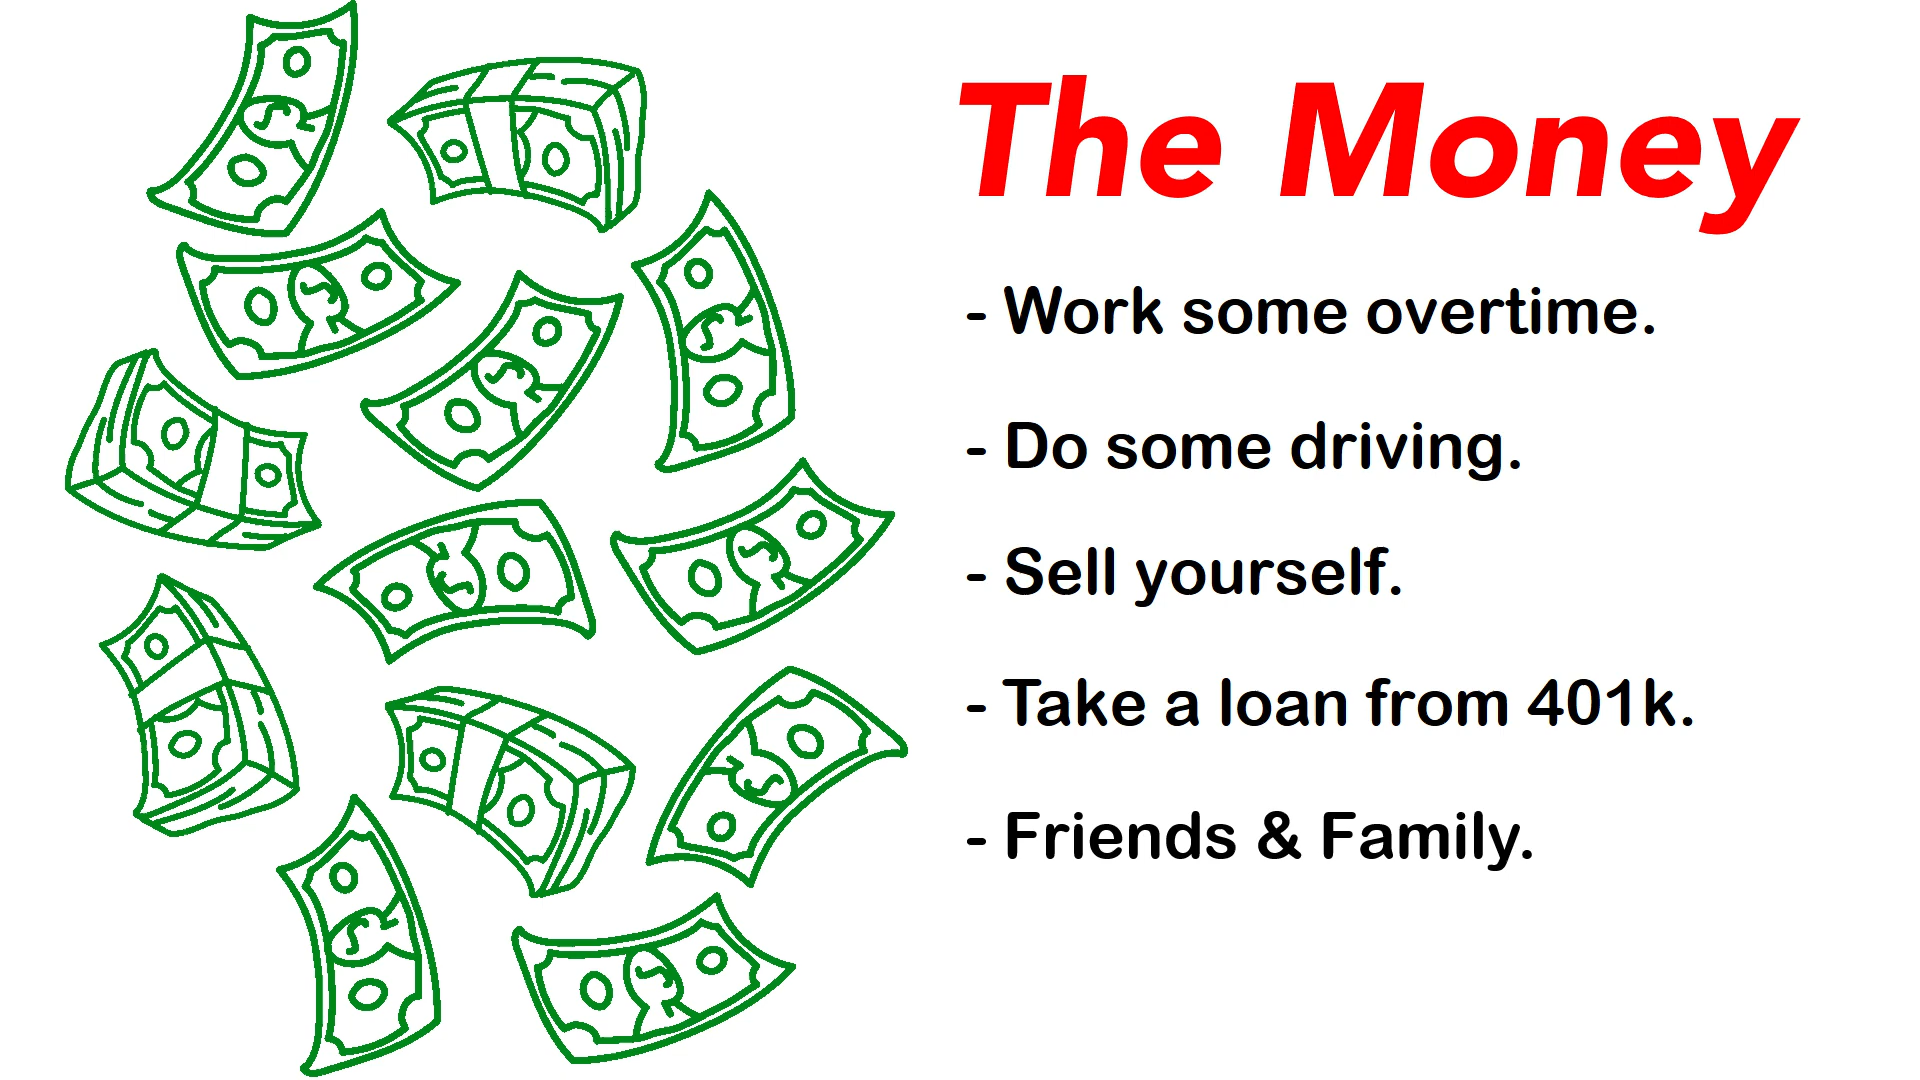 The Money
- Work some overtime.
- Do some driving.
- Sell yourself.
- Take a loan from 401k.
- Friends & Family.